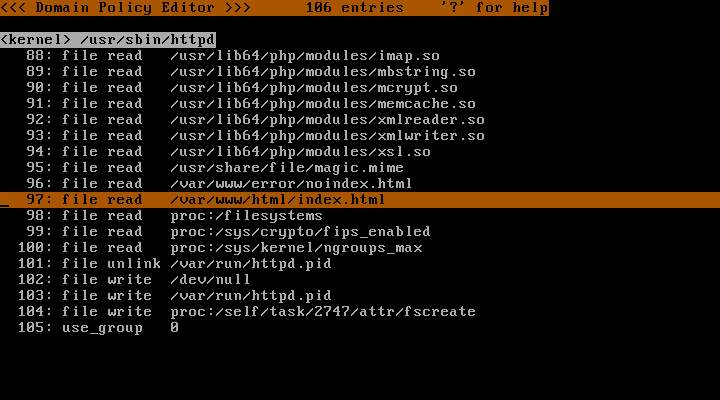 <<< Domain Policy Editor >>>      106 entries    '?' for help
<kernel> /usr/sbin/httpd
88: file read   /usr/lib64/php/modules/imap.so
89: file read   /usr/lib64/php/modules/mbstring.so
90: file read   /usr/lib64/php/modules/mcrypt.so
91: file read   /usr/lib64/php/modules/memcache.so
92: file read   /usr/lib64/php/modules/xmlreader.so
93: file read   /usr/lib64/php/modules/xmlwriter.so
94: file read   /usr/lib64/php/modules/xsl.so
95: file read   /usr/share/file/magic.mime
96: file read   /var/www/error/noindex.html
97: file read   /var/www/html/index.html
98: file read   proc:/filesystems
99: file read   proc:/sys/crypto/fips_enabled
100: file read   proc:/sys/kernel/ngroups_max
101: file unlink /var/run/httpd.pid
102: file write  /dev/null
103: file write  /var/run/httpd.pid
104: file write  proc:/self/task/2747/attr/fscreate
105: use_group   0